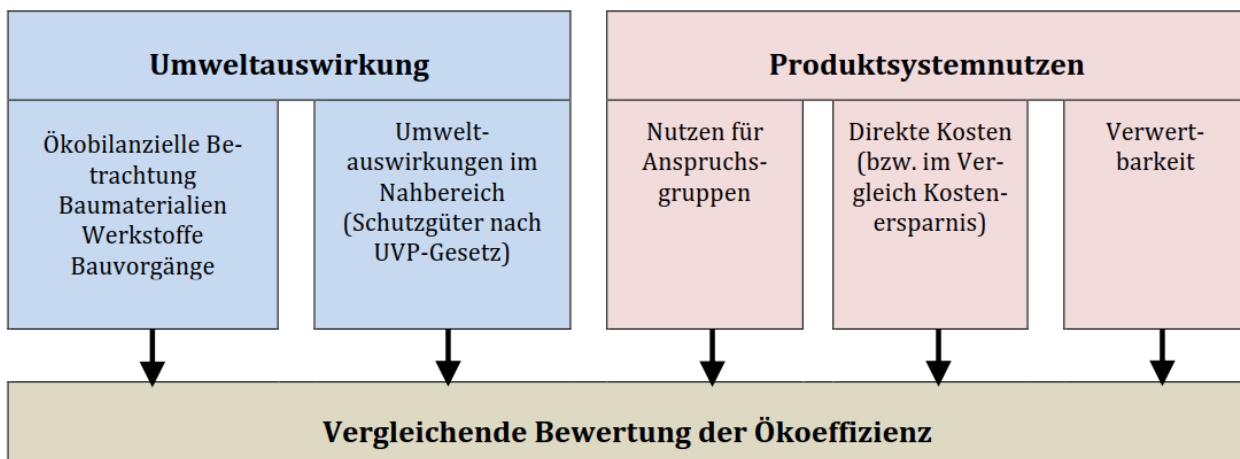 Umweltauswirkung
Ökobilanzielle Be-
trachtung
Baumaterialien
Werkstoffe
Bauvorgänge
Umwelt-
auswirkungen im
Nahbereich
(Schutzgüter nach
UVP-Gesetz)
Produktsystemnutzen
Nutzen für
Anspruchs-
gruppen
Direkte Kosten
(bzw. im Ver-
gleich Kosten-
ersparnis)
Verwert-
barkeit
Vergleichende Bewertung der Ökoeffizienz